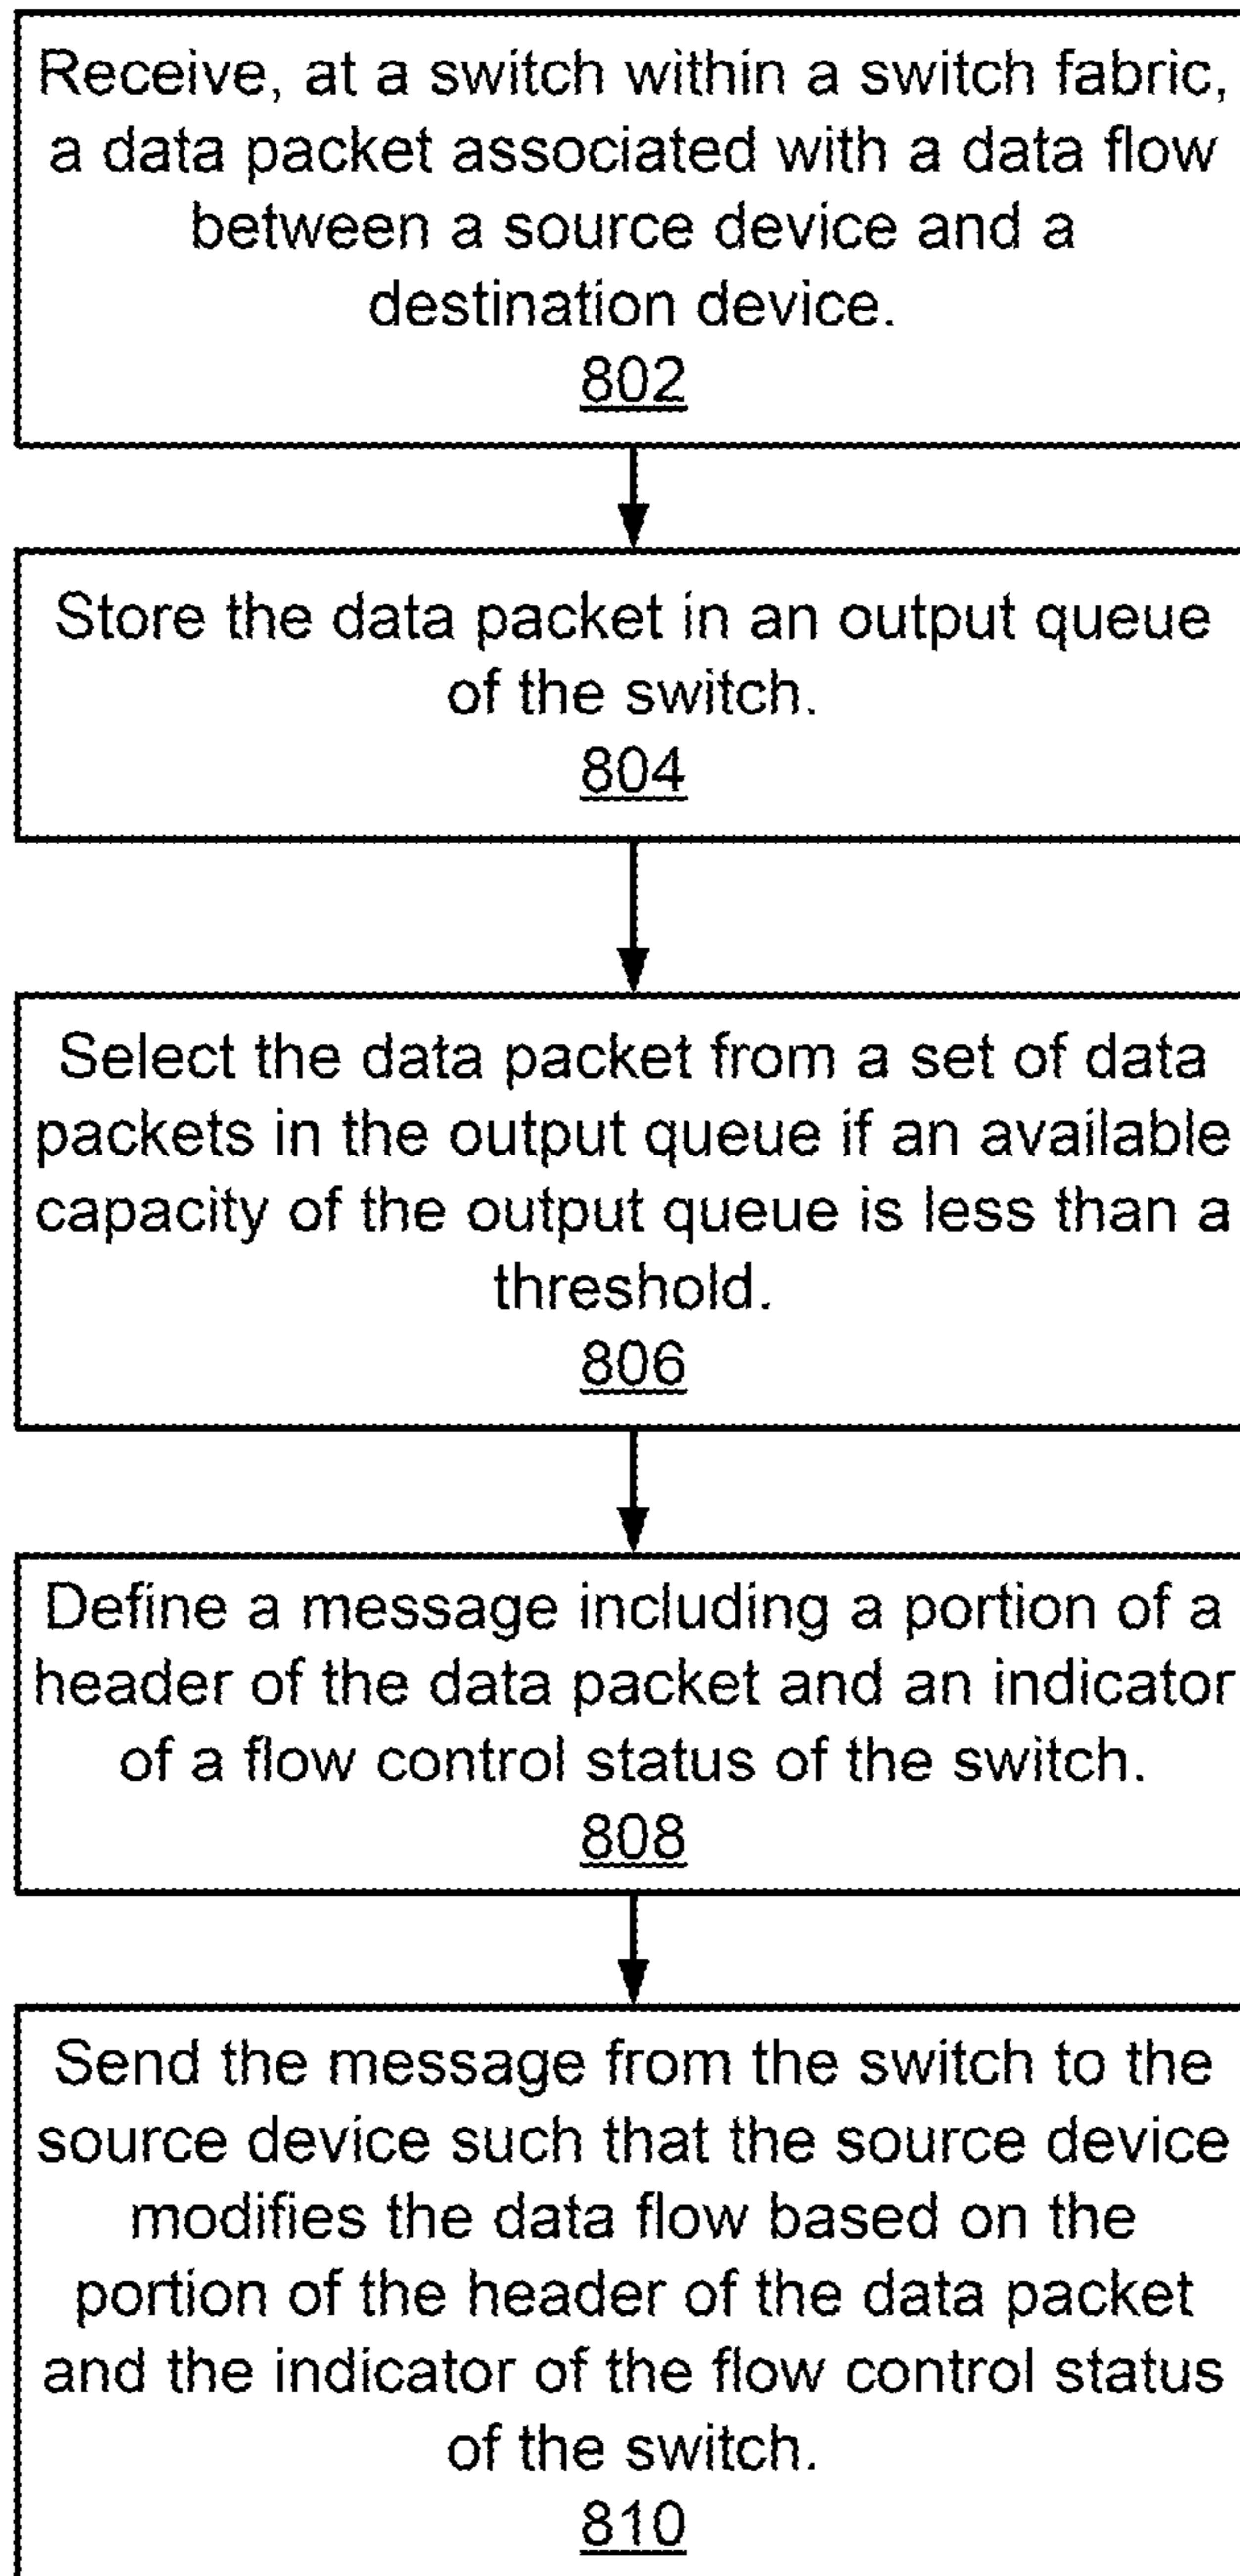 Receive, at a switch within a switch fabric,
a data packet associated with a data flow
between a source device and a
destination device.
802
Store the data packet in an output queue
of the switch.
804
Select the data packet from a set of data
packets in the output queue if an available
capacity of the output queue is less than a
threshold.
806
Define a message including a portion of a
header of the data packet and an indicator
of a flow control status of the switch.
808
Send the message from the switch to the
source device such that the source device
modifies the data flow based on the
portion of the header of the data packet
and the indicator of the flow control status
of the switch.
810